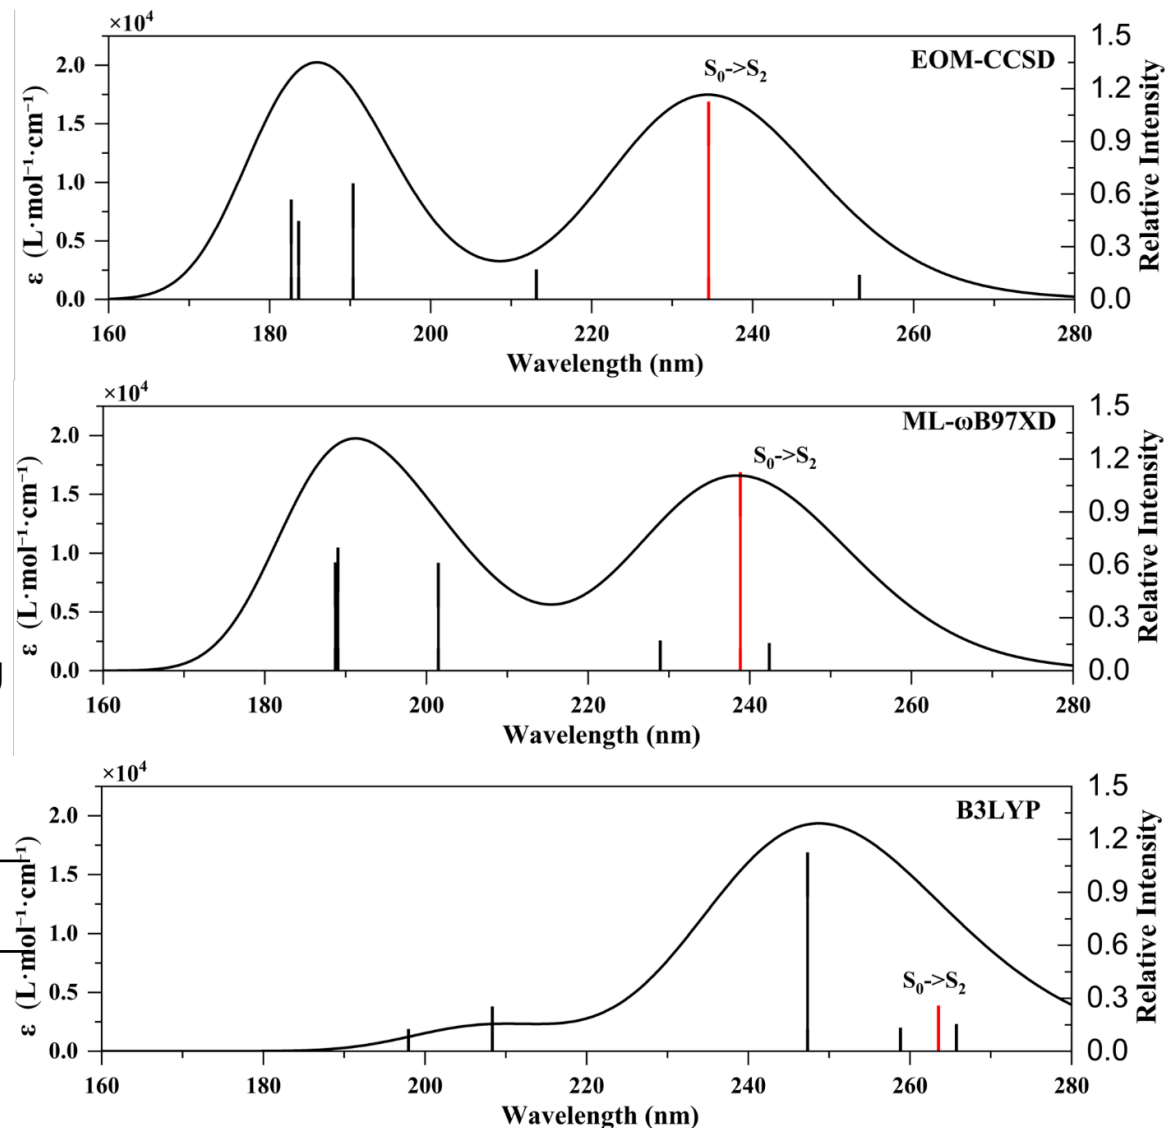 ×10⁴
EOM-CCSD
S₀->S₂
ε (L·mol⁻¹·cm⁻¹)
2.0
1.5
1.0
0.5
0.0
1.5
1.2
0.9
0.6
0.3
0.0
Relative Intensity
160 180 200 220 240 260 280
Wavelength (nm)
×10⁴
ML-ωB97XD
S₀->S₂
ε (L·mol⁻¹·cm⁻¹)
2.0
1.5
1.0
0.5
0.0
1.5
1.2
0.9
0.6
0.3
0.0
Relative Intensity
160 180 200 220 240 260 280
Wavelength (nm)
×10⁴
B3LYP
S₀->S₂
ε (L·mol⁻¹·cm⁻¹)
2.0
1.5
1.0
0.5
0.0
1.5
1.2
0.9
0.6
0.3
0.0
Relative Intensity
160 180 200 220 240 260 280
Wavelength (nm)